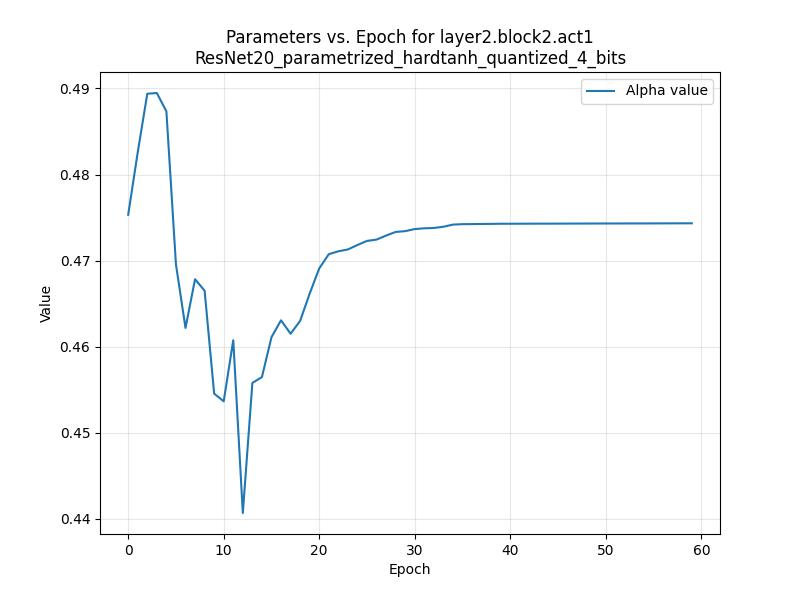 Parameters vs. Epoch for layer2.block2.act1
ResNet20_parametrized_hardtanh_quantized_4_bits
Alpha value
0.49
0.48
0.47
0.46
0.45
0.44
Value
0 10 20 30 40 50 60
Epoch